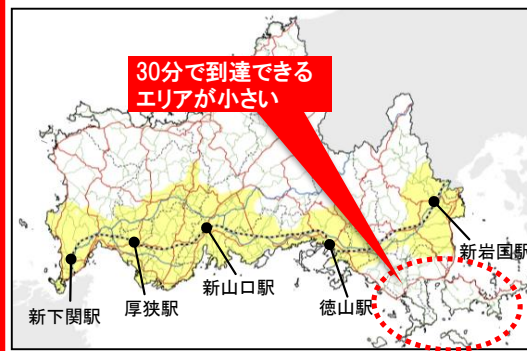 30分で到達できる
エリアが小さい
新岩国駅
新山口駅
徳山駅
厚狭駅
新下関駅